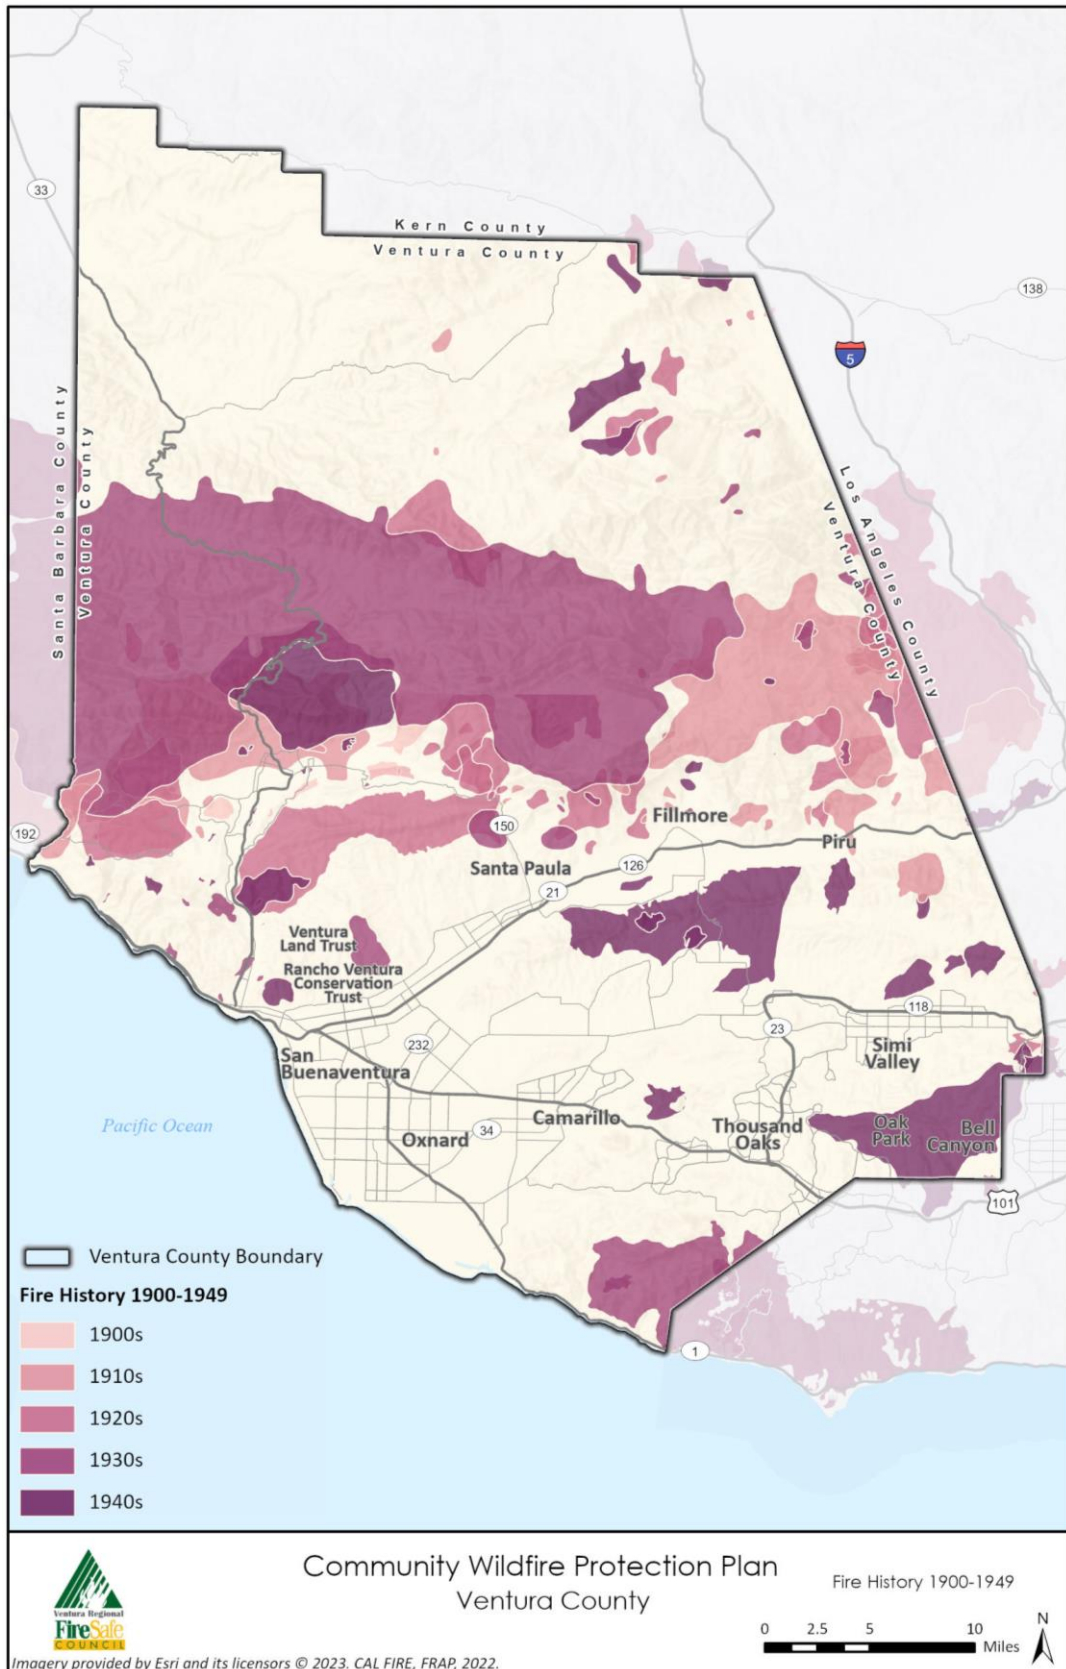 33
Kern County
Ventura County
138
5
Santa Barbara County
Ventura County
Los Angeles County
Ventura County
192
150
Fillmore
Piru
Santa Paula
126
21
Ventura
Land Trust
Rancho Ventura
Conservation
Trust
118
23
232
Simi
Valley
San
Buenaventura
Pacific Ocean
Oxnard
34
Camarillo
Thousand
Oaks
Oak
Park
Bell
Canyon
101
1
Ventura County Boundary
Fire History 1900-1949
1900s
1910s
1920s
1930s
1940s
Ventura Regional
FireSafe
COUNCIL
Community Wildfire Protection Plan
Ventura County
Fire History 1900-1949
0 2.5 5 10 Miles
N
Imagery provided by Esri and its licensors © 2023. CAL FIRE, FRAP, 2022.